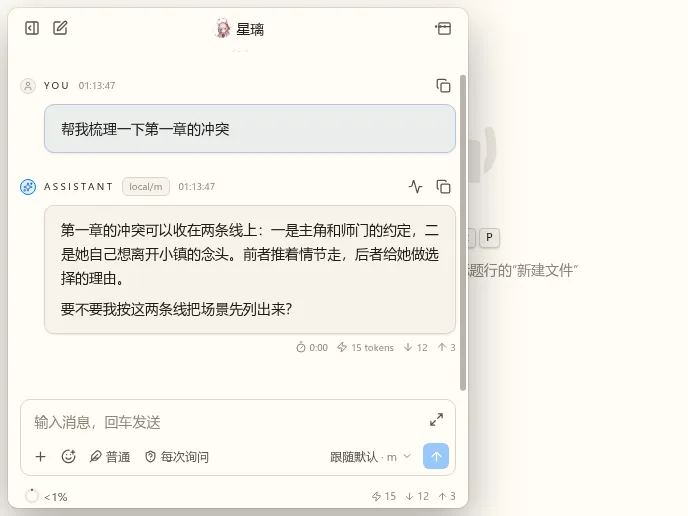 星璃
YOU 01:13:47
帮我梳理一下第一章的冲突
ASSISTANT local/m 01:13:47
第一章的冲突可以收在两条线上：一是主角和师门的约定，二
是她自己想离开小镇的念头。前者推着情节走，后者给她做选
择的理由。
要不要我按这两条线把场景先列出来？
0:00 15 tokens 12 3
输入消息，回车发送
普通 每次询问 跟随默认 · m
<1% 15 12 3
P
题行的“新建文件”